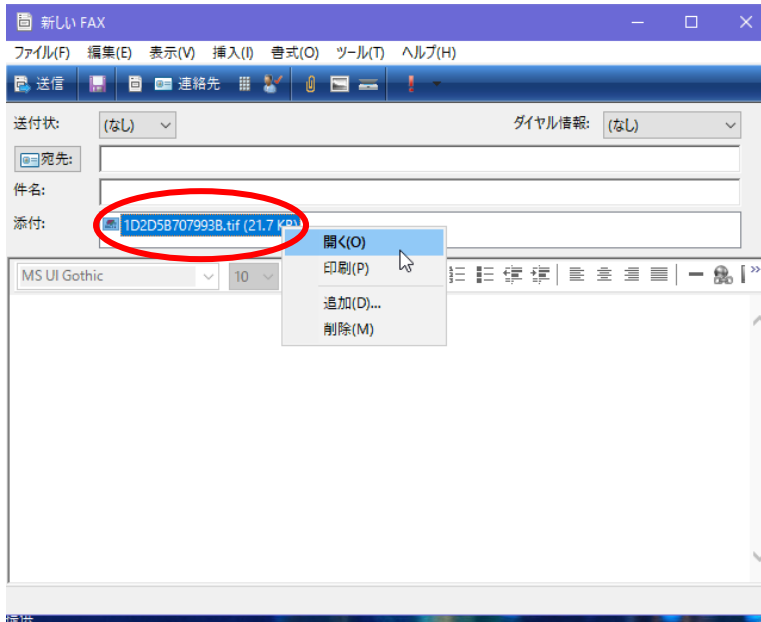 新しい FAX
ファイル(F) 編集(E) 表示(V) 挿入(I) 書式(O) ツール(T) ヘルプ(H)
送信 連絡先
送付状: (なし) ダイヤル情報: (なし)
宛先:
件名:
添付: 1D2D5B707993B.tif (21.7 KB)
開く(O)
MS UI Gothic 10 印刷(P)
追加(D)...
削除(M)
提供